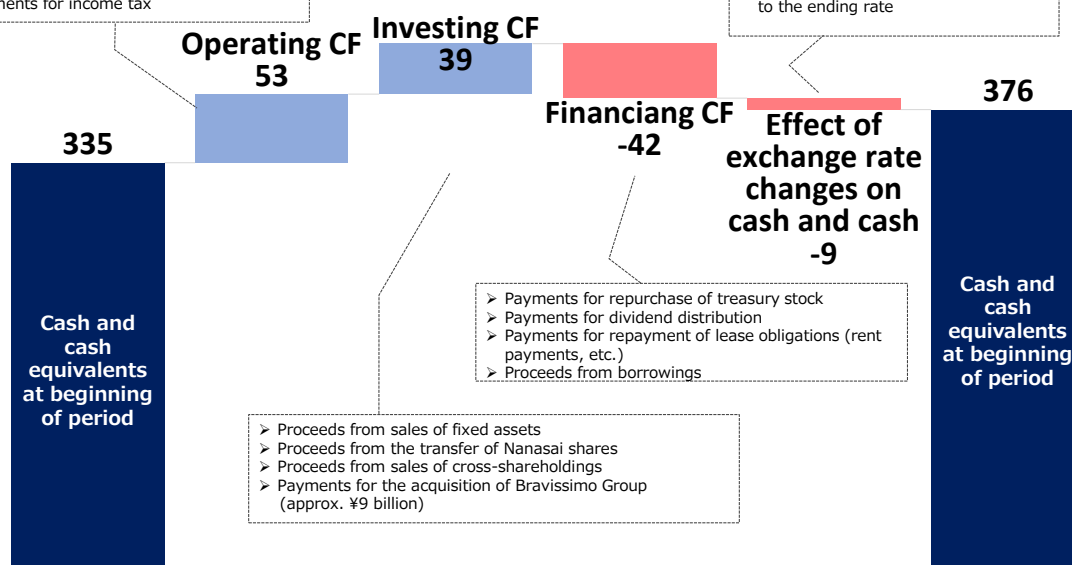 ments for income tax
to the ending rate
Operating CF
53
Investing CF
39
Financiang CF
-42
Effect of
exchange rate
changes on
cash and cash
-9
335
376
Cash and
cash
equivalents
at beginning
of period
➢ Payments for repurchase of treasury stock
➢ Payments for dividend distribution
➢ Payments for repayment of lease obligations (rent
payments, etc.)
➢ Proceeds from borrowings
➢ Proceeds from sales of fixed assets
➢ Proceeds from the transfer of Nanasai shares
➢ Proceeds from sales of cross-shareholdings
➢ Payments for the acquisition of Bravissimo Group
(approx. ¥9 billion)
Cash and
cash
equivalents
at beginning
of period